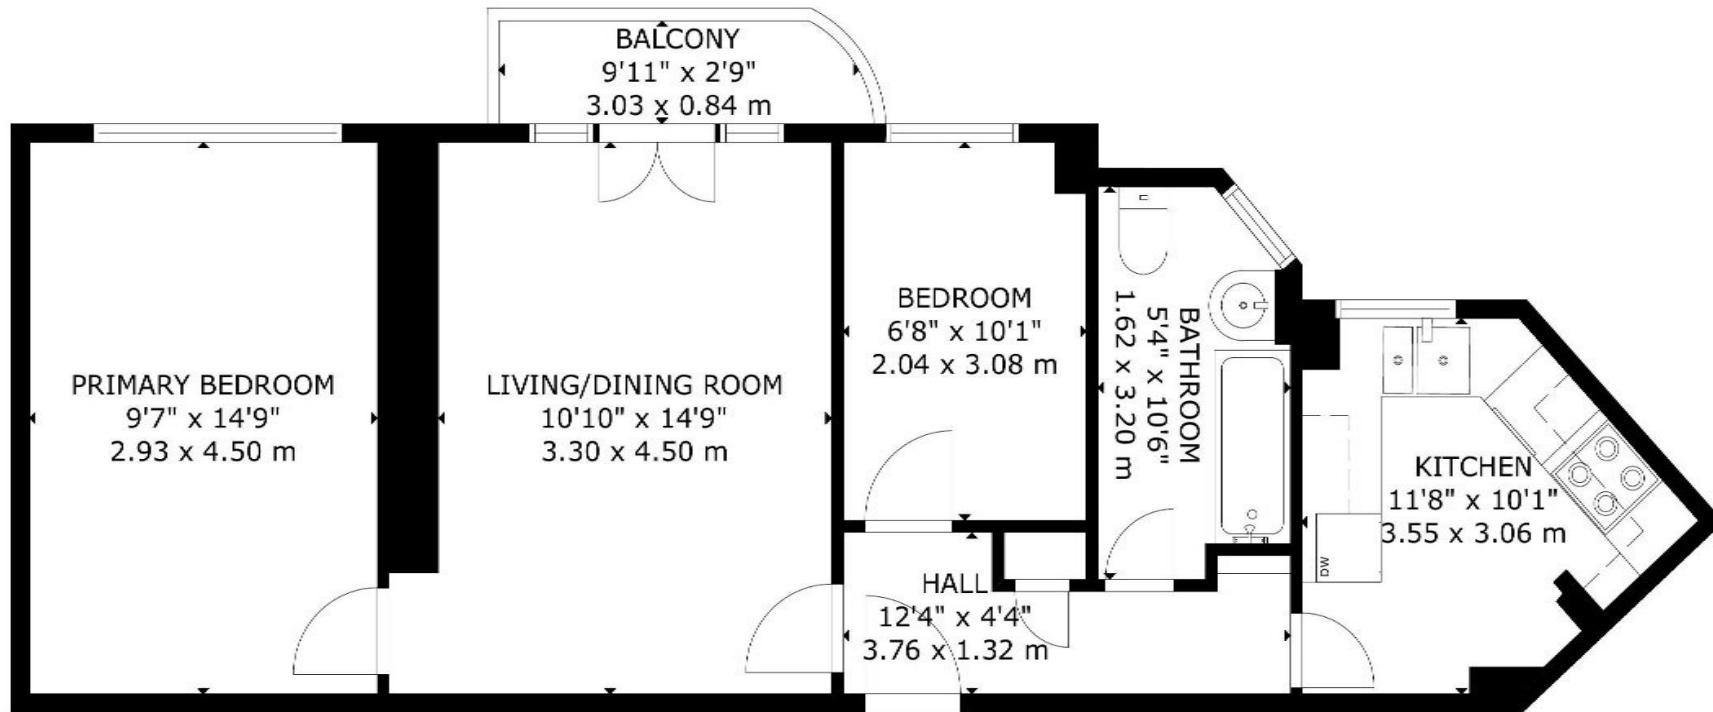 BALCONY
9'11" x 2'9"
3.03 x 0.84 m
PRIMARY BEDROOM
9'7" x 14'9"
2.93 x 4.50 m
LIVING/DINING ROOM
10'10" x 14'9"
3.30 x 4.50 m
BEDROOM
6'8" x 10'1"
2.04 x 3.08 m
BATHROOM
5'4" x 10'6"
1.62 x 3.20 m
KITCHEN
11'8" x 10'1"
3.55 x 3.06 m
DW
HALL
12'4" x 4'4"
3.76 x 1.32 m